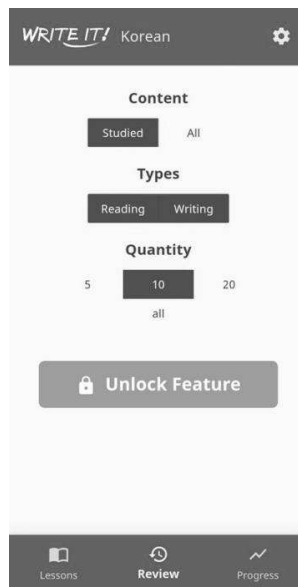 WRITE IT! Korean
Content
Studied All
Types
Reading Writing
Quantity
5 10 20
all
Unlock Feature
Lessons Review Progress